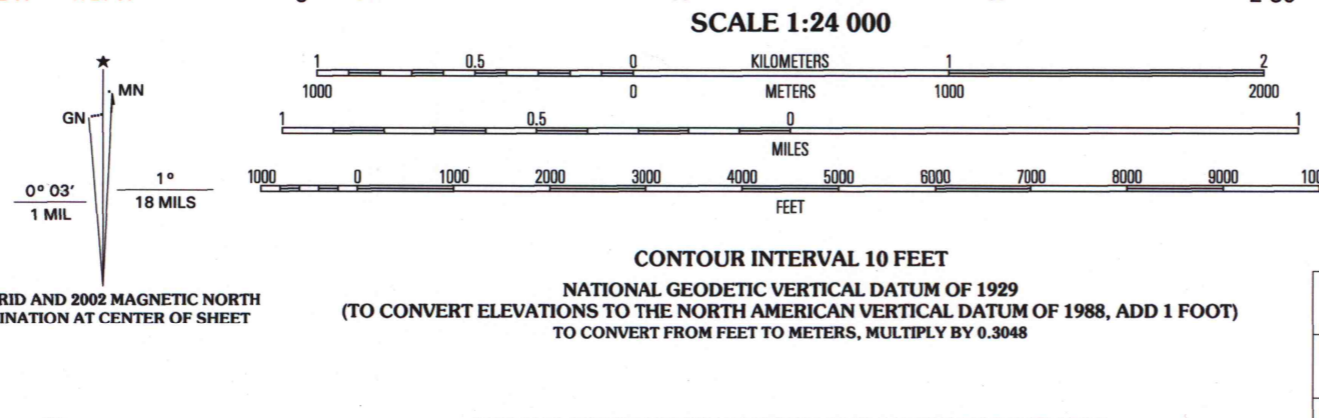 SCALE 1:24 000
1 0.5 0 KILOMETERS 1 2
1000 0 METERS 1000 2000
1 0.5 0 1
MILES
1000 0 1000 2000 3000 4000 5000 6000 7000 8000 9000
FEET
MN
GN
0° 03′ 1°
1 MIL 18 MILS
AND 2002 MAGNETIC NORTH
AT CENTER OF SHEET
CONTOUR INTERVAL 10 FEET
NATIONAL GEODETIC VERTICAL DATUM OF 1929
(TO CONVERT ELEVATIONS TO THE NORTH AMERICAN VERTICAL DATUM OF 1988, ADD 1 FOOT)
TO CONVERT FROM FEET TO METERS, MULTIPLY BY 0.3048